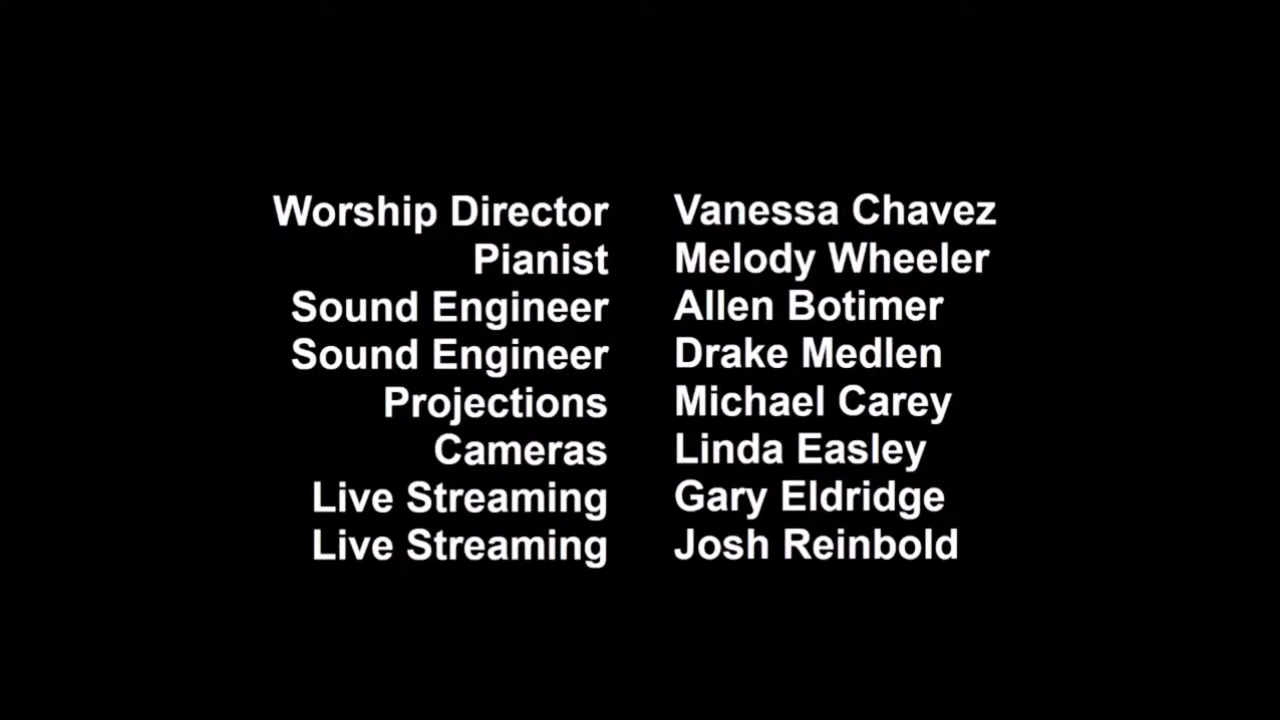 Worship Director Vanessa Chavez
Pianist Melody Wheeler
Sound Engineer Allen Botimer
Sound Engineer Drake Medlen
Projections Michael Carey
Cameras Linda Easley
Live Streaming Gary Eldridge
Live Streaming Josh Reinbold